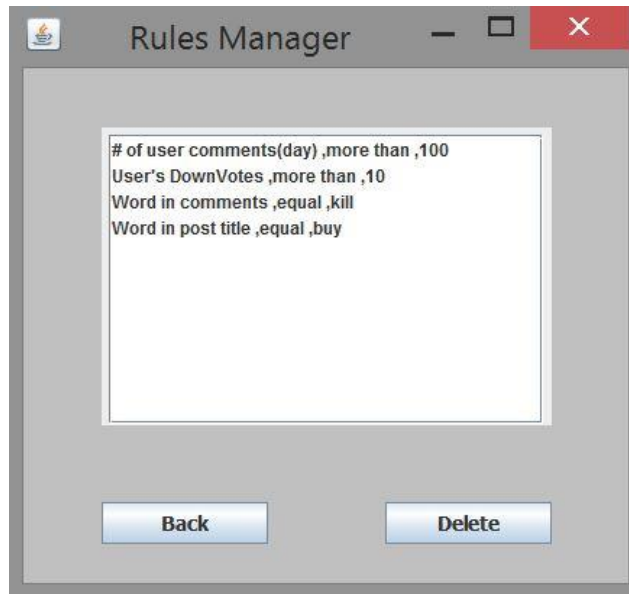 Rules Manager
# of user comments(day) ,more than ,100
User's DownVotes ,more than ,10
Word in comments ,equal ,kill
Word in post title ,equal ,buy
Back
Delete